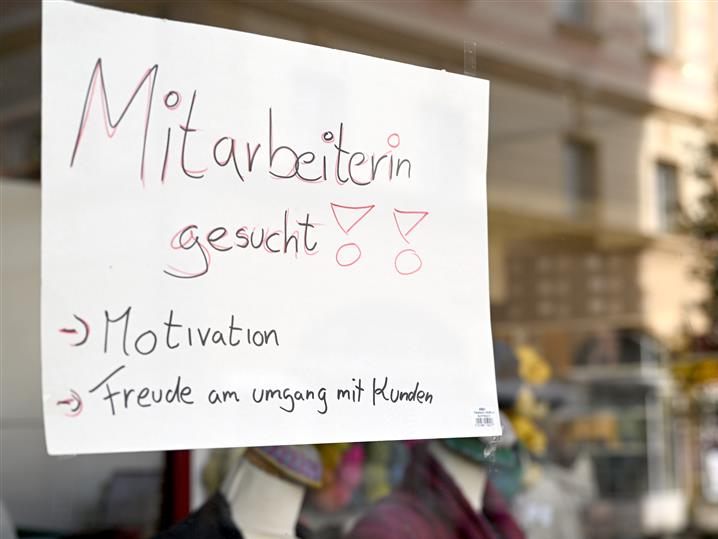 Mitarbeiterin
gesucht !!
→ Motivation
→ Freude am umgang mit Kunden